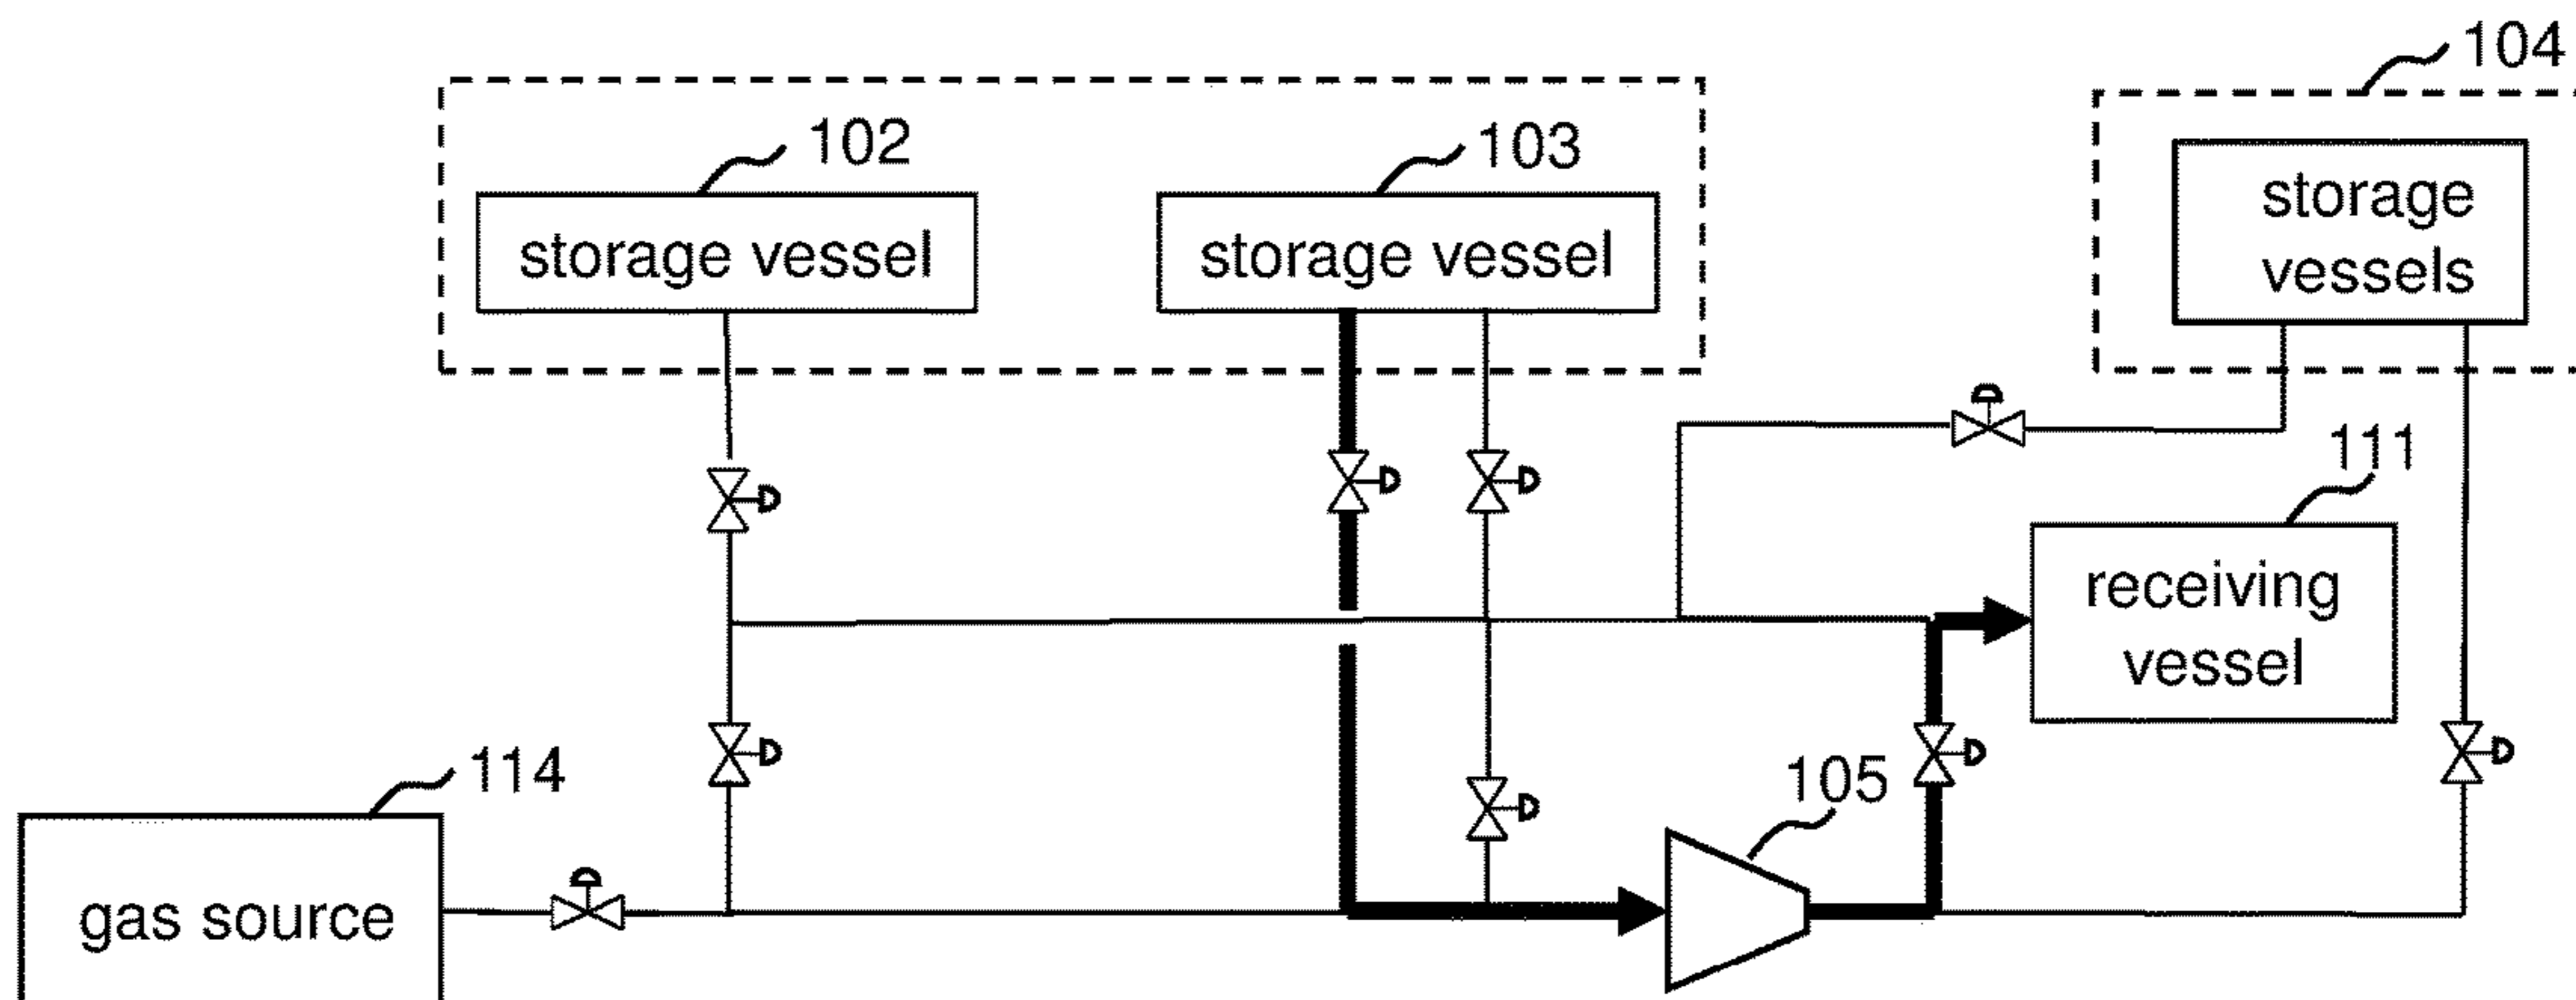 104
102
103
storage vessel
storage vessel
storage
vessels
111
receiving
vessel
114
105
gas source